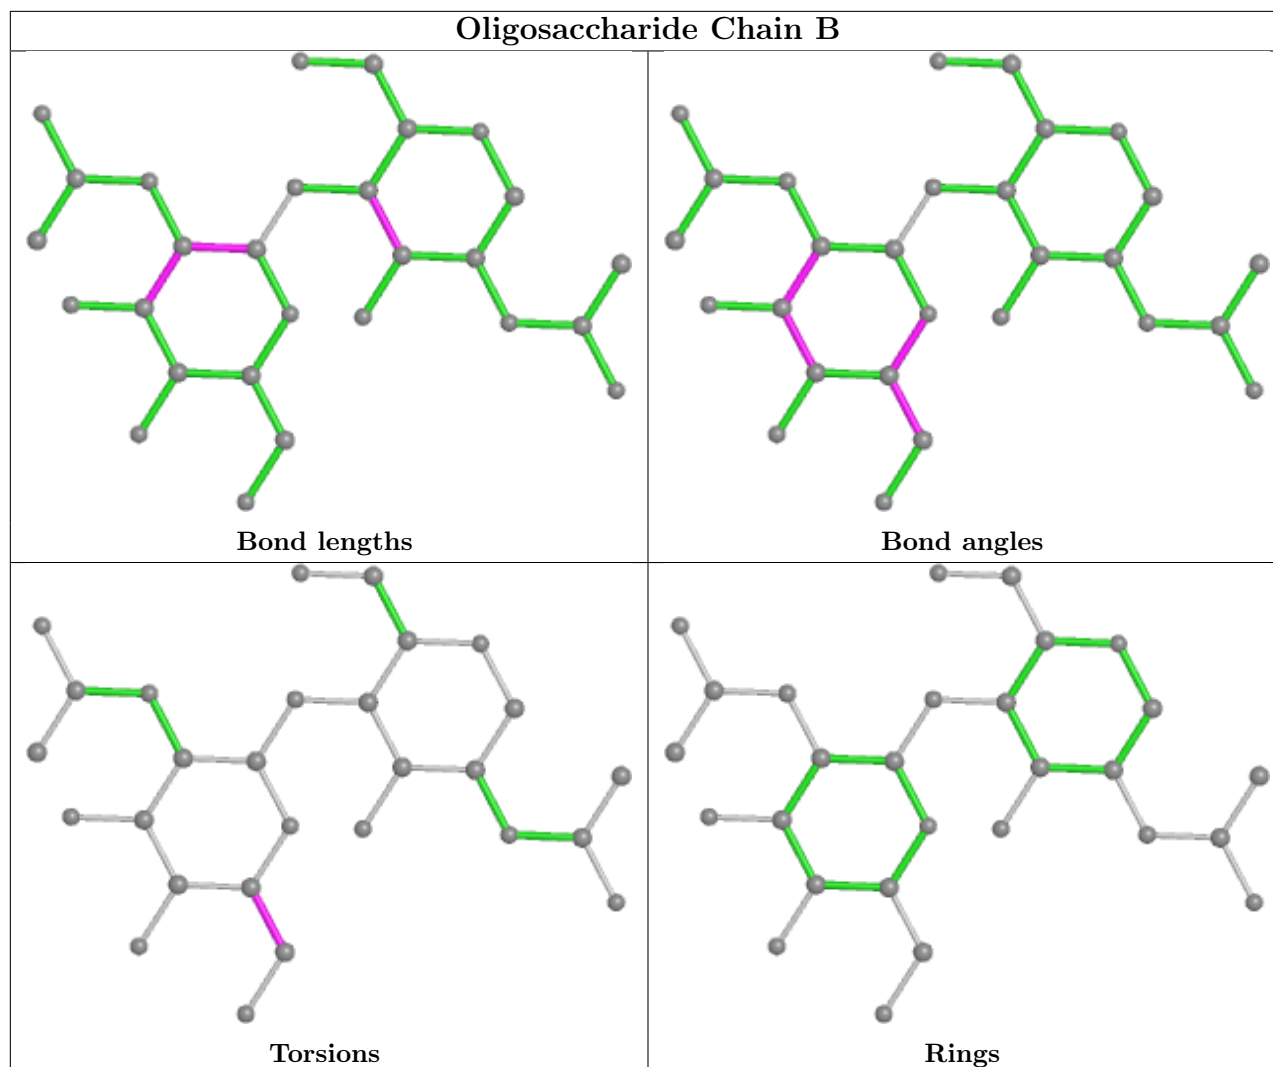 Oligosaccharide Chain B
Bond lengths
Bond angles
Torsions
Rings